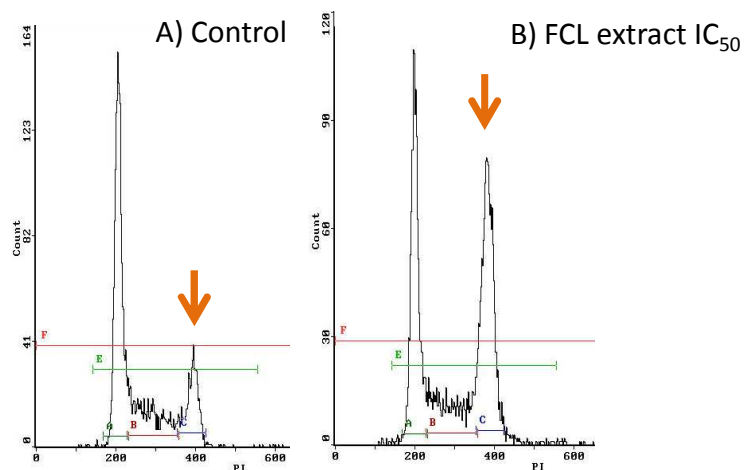 A) Control
164
123
82
41
0
Count
F
E
A
B
C
0
200
400
600
PI
B) FCL extract IC50
120
90
60
30
0
Count
F
E
A
B
C
0
200
400
600
PI